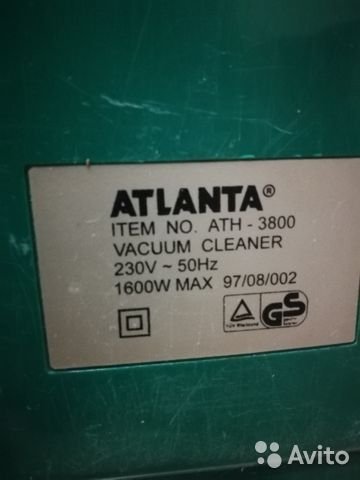 ATLANTA®
ITEM NO. ATH - 3800
VACUUM CLEANER
230V ~ 50Hz
1600W MAX 97/08/002
GS
Avito